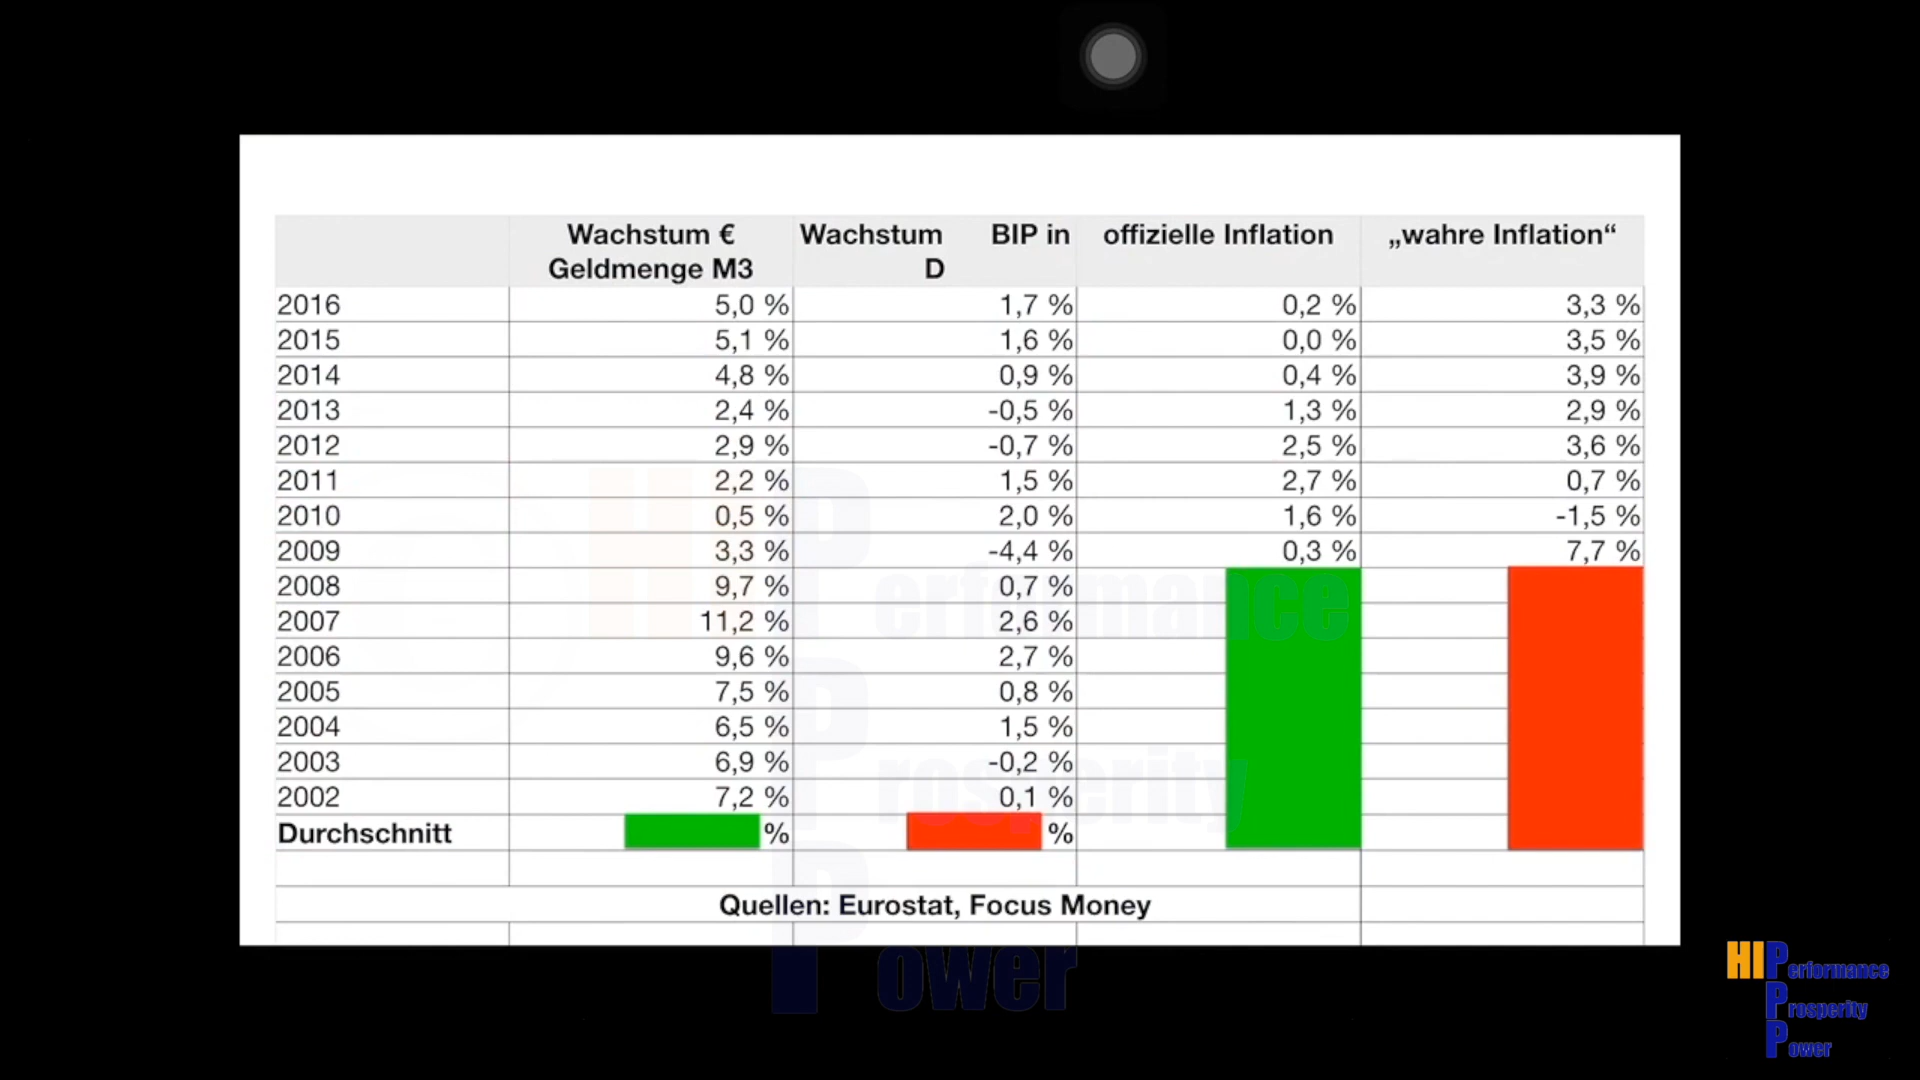 Wachstum € Geldmenge M3 Wachstum BIP in D offizielle Inflation „wahre Inflation“
2016 5,0 % 1,7 % 0,2 % 3,3 %
2015 5,1 % 1,6 % 0,0 % 3,5 %
2014 4,8 % 0,9 % 0,4 % 3,9 %
2013 2,4 % -0,5 % 1,3 % 2,9 %
2012 2,9 % -0,7 % 2,5 % 3,6 %
2011 2,2 % 1,5 % 2,7 % 0,7 %
2010 0,5 % 2,0 % 1,6 % -1,5 %
2009 3,3 % -4,4 % 0,3 % 7,7 %
2008 9,7 % 0,7 %
2007 11,2 % 2,6 %
2006 9,6 % 2,7 %
2005 7,5 % 0,8 %
2004 6,5 % 1,5 %
2003 6,9 % -0,2 %
2002 7,2 % 0,1 %
Durchschnitt % %
Quellen: Eurostat, Focus Money
HIPerformance
Prosperity
Power
HIPerformance
Prosperity
Power